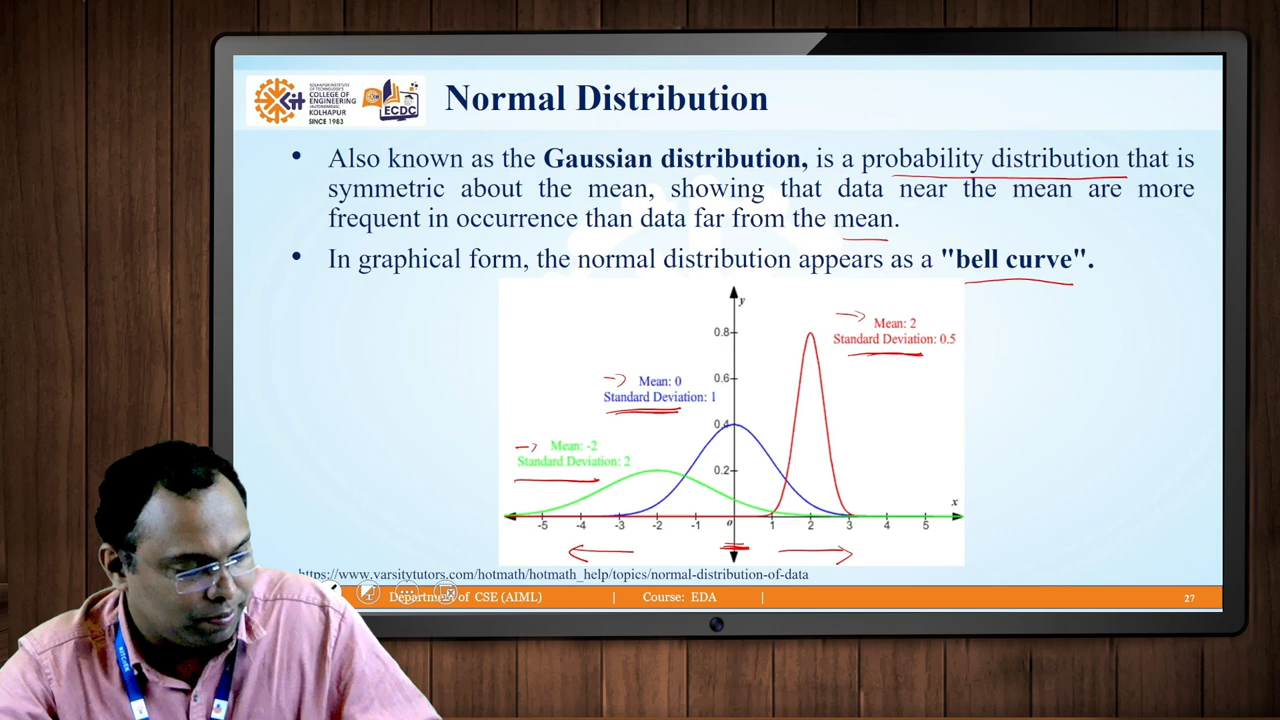 KOLHAPUR INSTITUTE
OF TECHNOLOGY'S
COLLEGE OF
ENGINEERING
(AUTONOMOUS)
KOLHAPUR
SINCE 1983
Kit
ECDC
Normal Distribution
• Also known as the Gaussian distribution, is a probability distribution that is
symmetric about the mean, showing that data near the mean are more
frequent in occurrence than data far from the mean.
• In graphical form, the normal distribution appears as a "bell curve".
y
Mean: 2
Standard Deviation: 0.5
0.8
0.6
Mean: 0
Standard Deviation: 1
0.4
Mean: -2
Standard Deviation: 2
0.2
x
o
-5 -4 -3 -2 -1 1 2 3 4 5
https://www.varsitytutors.com/hotmath/hotmath_help/topics/normal-distribution-of-data
Department of CSE (AIML) | Course: EDA | 27